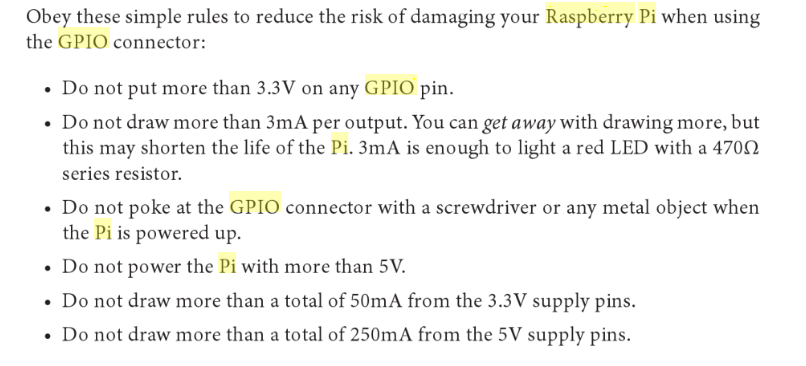 Obey these simple rules to reduce the risk of damaging your Raspberry Pi when using
the GPIO connector:
• Do not put more than 3.3V on any GPIO pin.
• Do not draw more than 3mA per output. You can get away with drawing more, but
this may shorten the life of the Pi. 3mA is enough to light a red LED with a 470Ω
series resistor.
• Do not poke at the GPIO connector with a screwdriver or any metal object when
the Pi is powered up.
• Do not power the Pi with more than 5V.
• Do not draw more than a total of 50mA from the 3.3V supply pins.
• Do not draw more than a total of 250mA from the 5V supply pins.